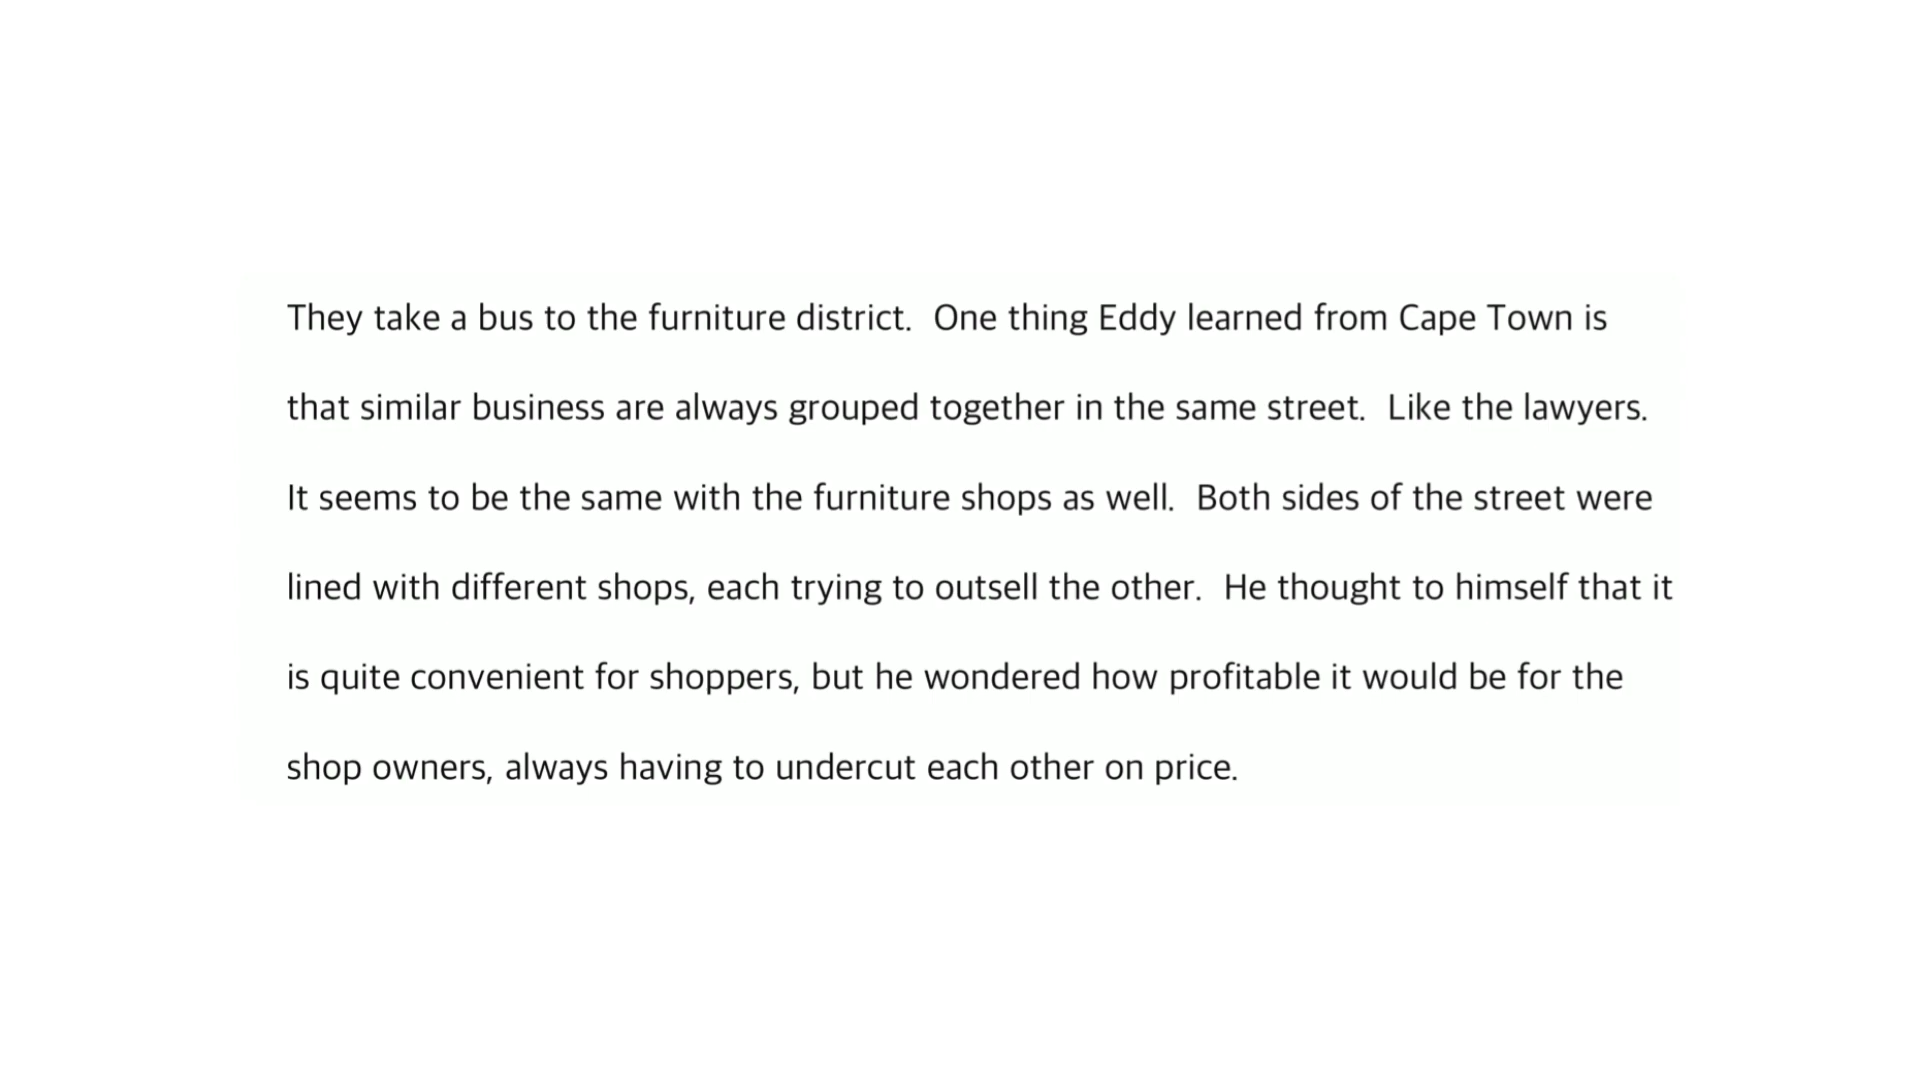 They take a bus to the furniture district.  One thing Eddy learned from Cape Town is
that similar business are always grouped together in the same street.  Like the lawyers.
It seems to be the same with the furniture shops as well.  Both sides of the street were
lined with different shops, each trying to outsell the other.  He thought to himself that it
is quite convenient for shoppers, but he wondered how profitable it would be for the
shop owners, always having to undercut each other on price.